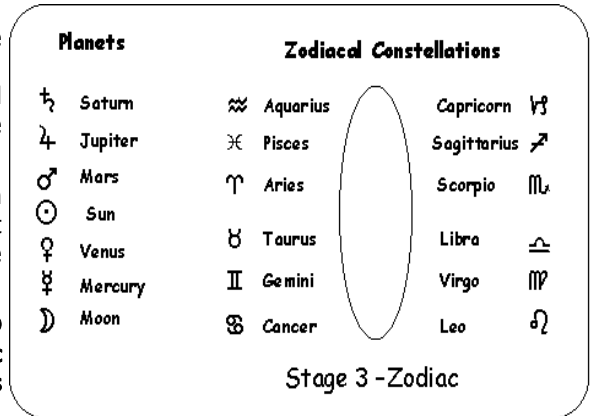 Planets
Zodiacal Constellations
♄ Saturn
♃ Jupiter
♂ Mars
☉ Sun
♀ Venus
☿ Mercury
☽ Moon
♒ Aquarius
♓ Pisces
♈ Aries
♉ Taurus
♊ Gemini
♋ Cancer
Capricorn ♑
Sagittarius ♐
Scorpio ♏
Libra ♎
Virgo ♍
Leo ♌
Stage 3 -Zodiac